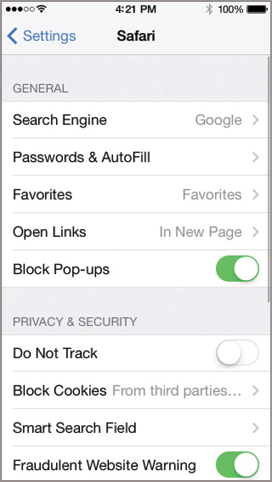 4:21 PM 100%
Settings Safari
GENERAL
Search Engine Google
Passwords & AutoFill
Favorites Favorites
Open Links In New Page
Block Pop-ups
PRIVACY & SECURITY
Do Not Track
Block Cookies From third parties...
Smart Search Field
Fraudulent Website Warning